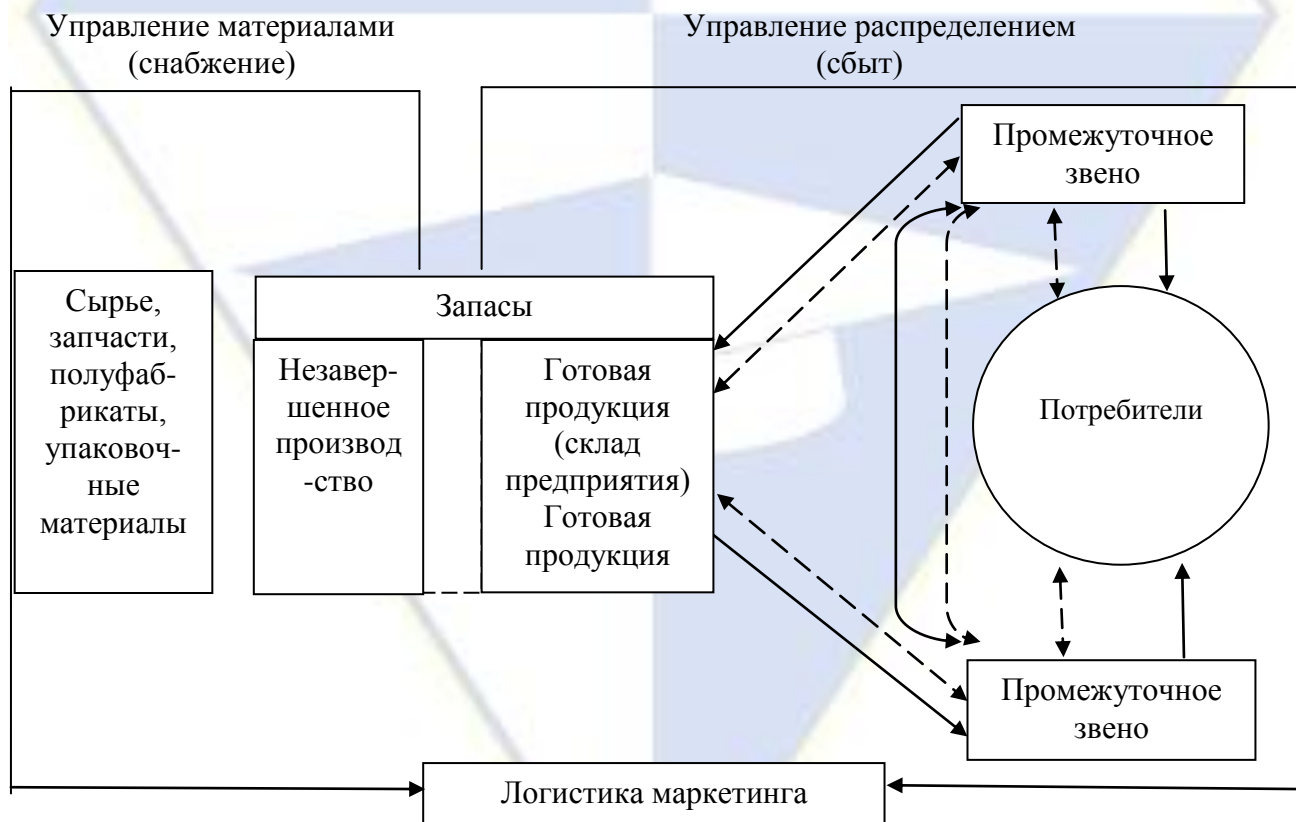 Управление материалами
(снабжение)
Управление распределением
(сбыт)
Промежуточное
звено
Сырье,
запчасти,
полуфаб-
рикаты,
упаковоч-
ные
материалы
Запасы
Незавер-
шенное
производ
-ство
Готовая
продукция
(склад
предприятия)
Готовая
продукция
Потребители
Промежуточное
звено
Логистика маркетинга